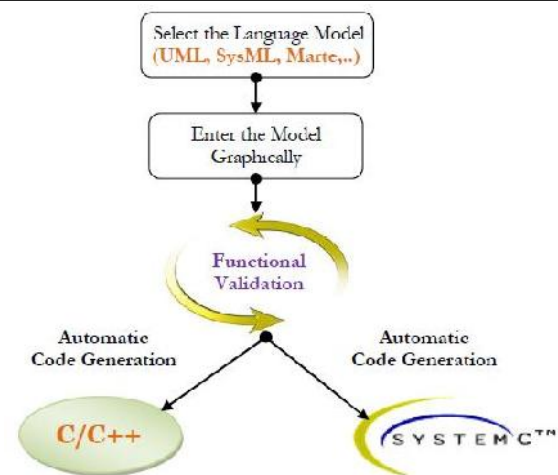 Select the Language Model
(UML, SysML, Marte,..)
Enter the Model
Graphically
Functional
Validation
Automatic
Code Generation
Automatic
Code Generation
C/C++
SYSTEMC™